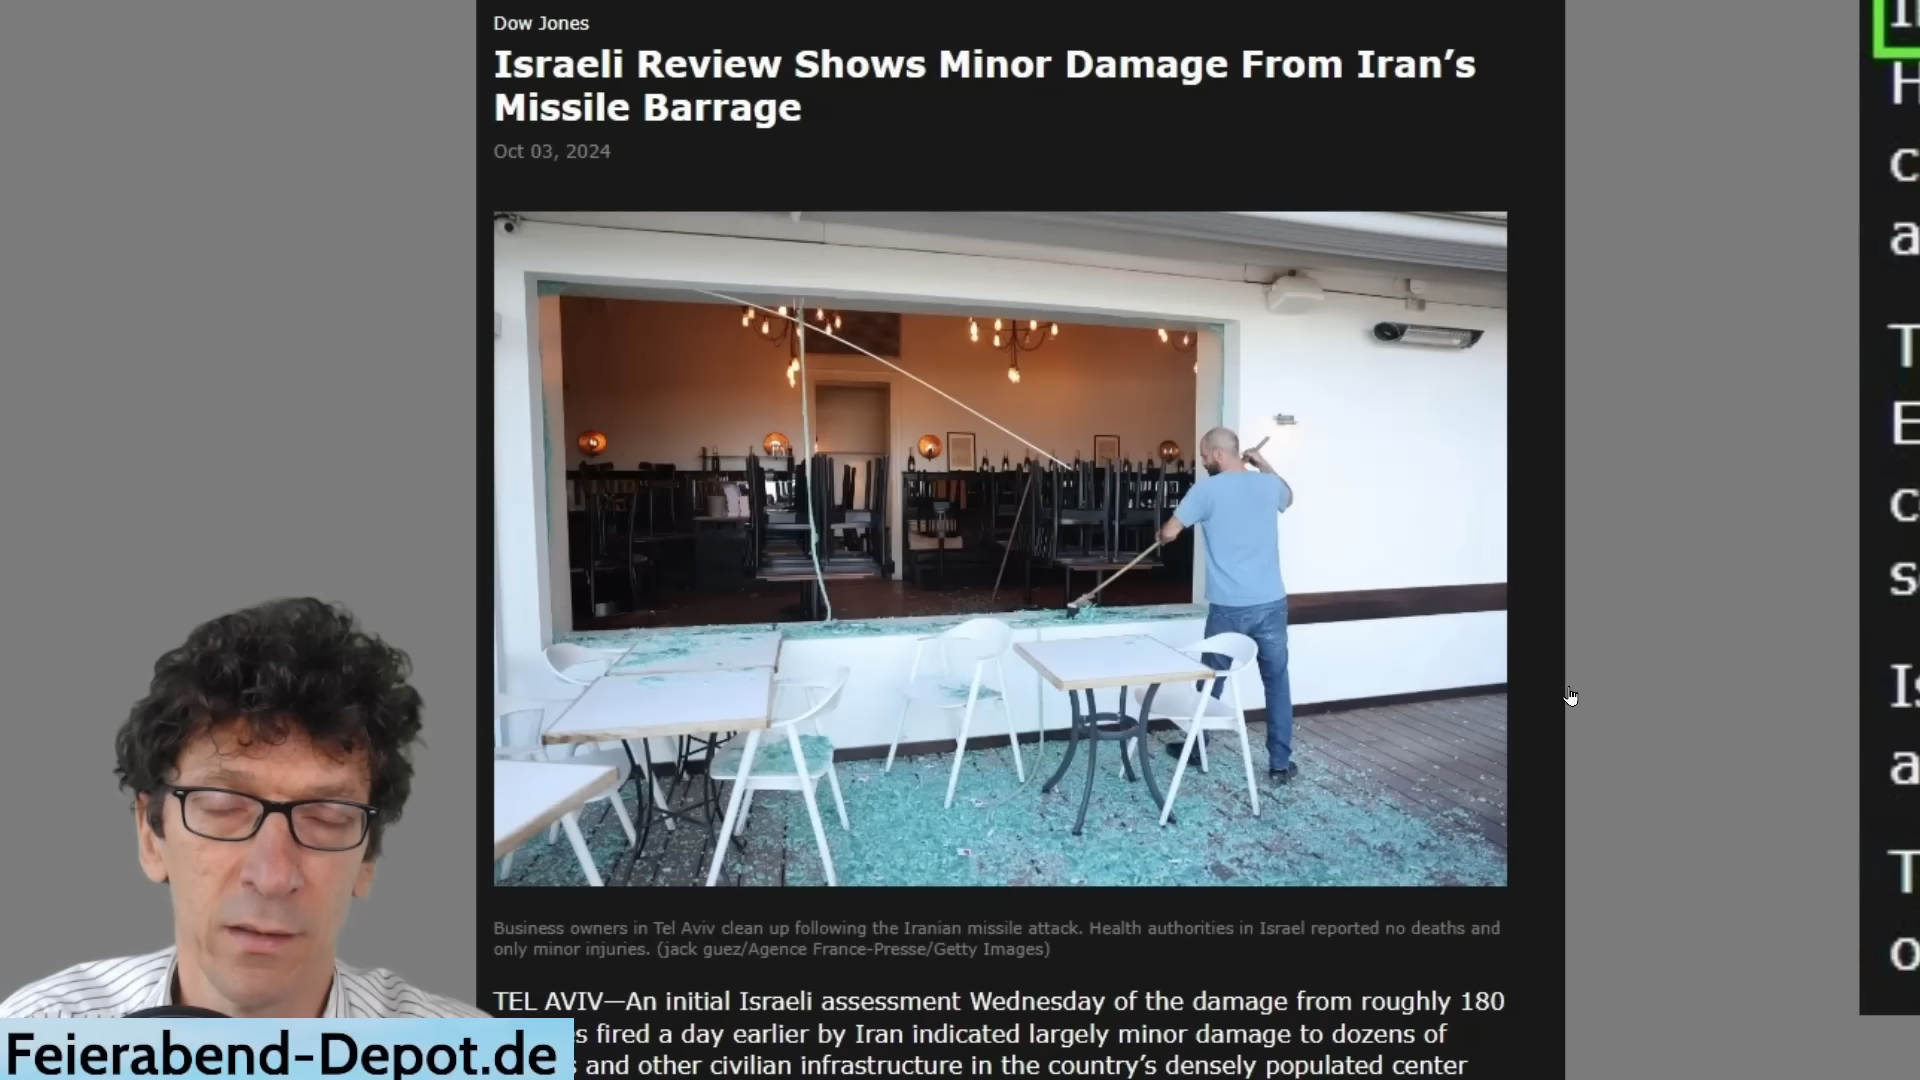 Dow Jones
Israeli Review Shows Minor Damage From Iran’s
Missile Barrage
Oct 03, 2024
Business owners in Tel Aviv clean up following the Iranian missile attack. Health authorities in Israel reported no deaths and
only minor injuries. (jack guez/Agence France-Presse/Getty Images)
TEL AVIV—An initial Israeli assessment Wednesday of the damage from roughly 180
fired a day earlier by Iran indicated largely minor damage to dozens of
and other civilian infrastructure in the country’s densely populated center
Feierabend-Depot.de